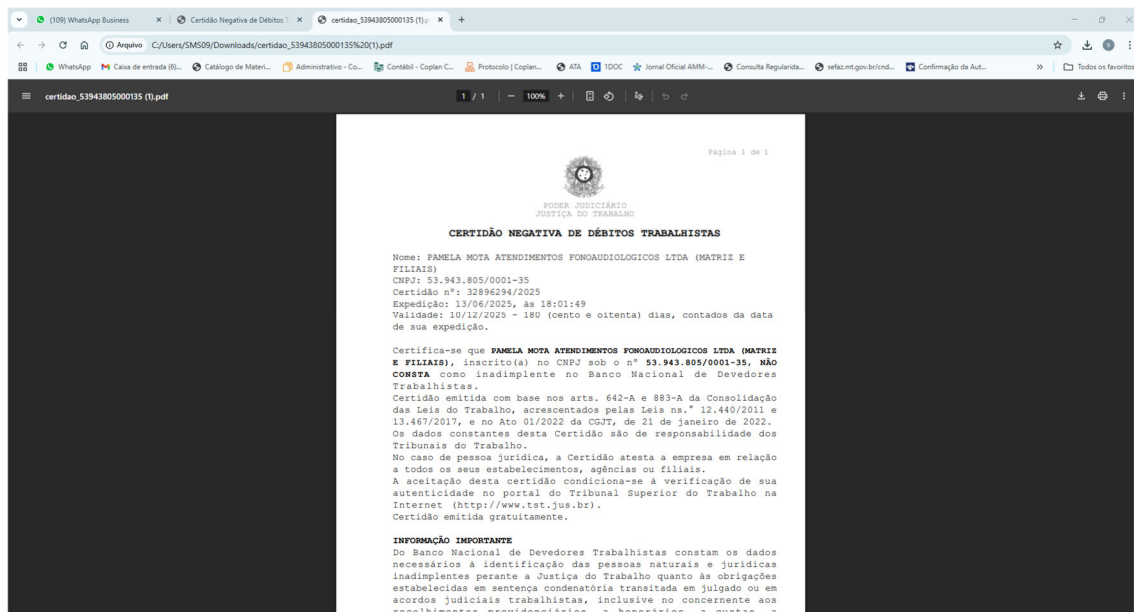 (109) WhatsApp Business
Certidão Negativa de Débitos T
certidao_53943805000135 (1).p
Arquivo C:/Users/SMS09/Downloads/certidao_53943805000135%20(1).pdf
WhatsApp Caixa de entrada (6)... Catálogo de Materi... Administrativo - Co... Contábil - Coplan C... Protocolo | Coplan... ATA 1DOC Jornal Oficial AMM-... Consulta Regularida... sefaz.mt.gov.br/cnd... Confirmação da Aut... » Todos os favoritos
certidao_53943805000135 (1).pdf 1 / 1 − 100% +
Página 1 de 1
PODER JUDICIÁRIO
JUSTIÇA DO TRABALHO
CERTIDÃO NEGATIVA DE DÉBITOS TRABALHISTAS
Nome: PAMELA MOTA ATENDIMENTOS FONOAUDIOLOGICOS LTDA (MATRIZ E
FILIAIS)
CNPJ: 53.943.805/0001-35
Certidão nº: 32896294/2025
Expedição: 13/06/2025, às 18:01:49
Validade: 10/12/2025 - 180 (cento e oitenta) dias, contados da data
de sua expedição.
Certifica-se que PAMELA MOTA ATENDIMENTOS FONOAUDIOLOGICOS LTDA (MATRIZ
E FILIAIS), inscrito(a) no CNPJ sob o nº 53.943.805/0001-35, NÃO
CONSTA como inadimplente no Banco Nacional de Devedores
Trabalhistas.
Certidão emitida com base nos arts. 642-A e 883-A da Consolidação
das Leis do Trabalho, acrescentados pelas Leis ns.° 12.440/2011 e
13.467/2017, e no Ato 01/2022 da CGJT, de 21 de janeiro de 2022.
Os dados constantes desta Certidão são de responsabilidade dos
Tribunais do Trabalho.
No caso de pessoa jurídica, a Certidão atesta a empresa em relação
a todos os seus estabelecimentos, agências ou filiais.
A aceitação desta certidão condiciona-se à verificação de sua
autenticidade no portal do Tribunal Superior do Trabalho na
Internet (http://www.tst.jus.br).
Certidão emitida gratuitamente.
INFORMAÇÃO IMPORTANTE
Do Banco Nacional de Devedores Trabalhistas constam os dados
necessários à identificação das pessoas naturais e jurídicas
inadimplentes perante a Justiça do Trabalho quanto às obrigações
estabelecidas em sentença condenatória transitada em julgado ou em
acordos judiciais trabalhistas, inclusive no concernente aos
recolhimentos previdenciários, a honorários, a custas, a